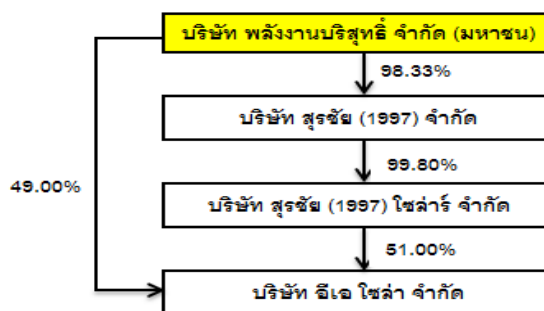 บริษัท พลังงานบริสุทธิ์ จำกัด (มหาชน)
98.33%
บริษัท สุรชัย (1997) จำกัด
99.80%
49.00%
บริษัท สุรชัย (1997) โซล่าร์ จำกัด
51.00%
บริษัท อีเอ โซล่า จำกัด